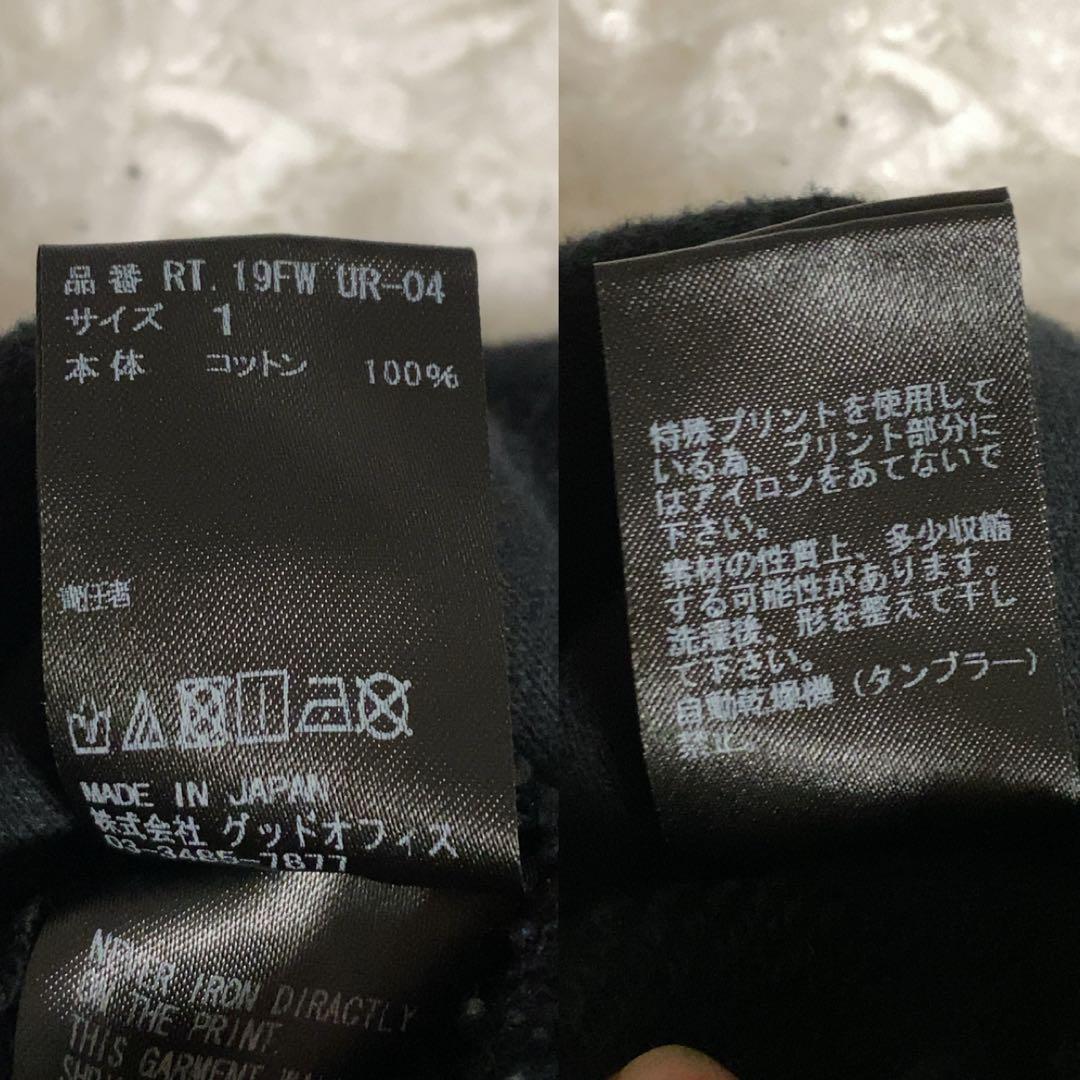 品番 RT. 19FW UR-04
サイズ 1
本体 コットン 100%
責任者
MADE IN JAPAN
株式会社 グッドオフィス
03-3485-7877
NEVER IRON DIRACTLY
ON THE PRINT.
THIS GARMENT
特殊プリントを使用して
いる為、プリント部分に
はアイロンをあてないで
下さい。
素材の性質上、多少収縮
する可能性があります。
洗濯後、形を整えて干し
て下さい。
自動乾燥機(タンブラー)
禁止。